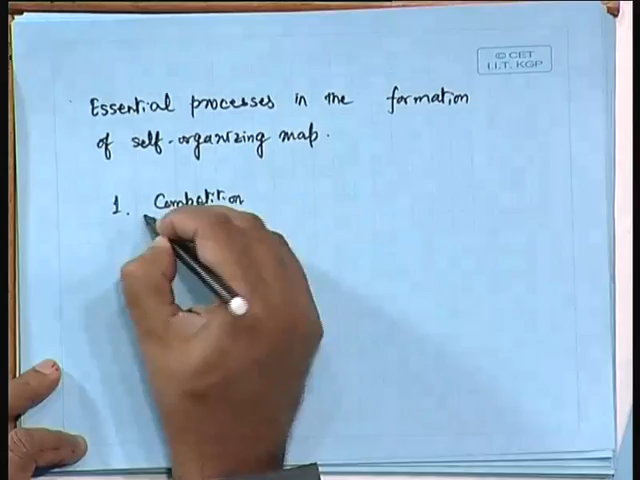 © CET
I.I.T. KGP
Essential processes in the formation
of self-organizing map.
1. Competition